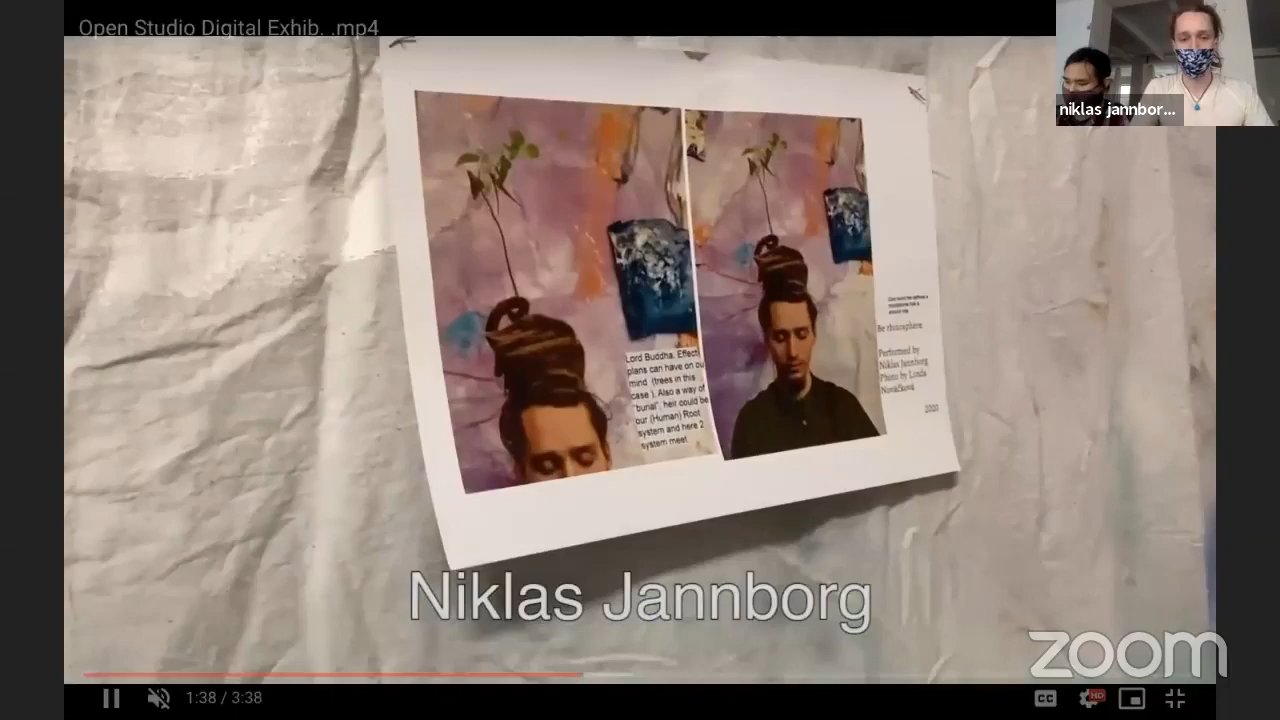 Open Studio Digital Exhib. .mp4
niklas jannbor...
Lord Buddha. Effect
plans can have on ou
mind (trees in this
case ). Also a way of
"burial", heir could be
our (Human) Root
system and here 2
system meet
Be rhizosphere
Performed by
Niklas Jannborg
Photo by Linda
Nováčková
2020
Niklas Jannborg
zoom
1:38 / 3:38
CC
HD